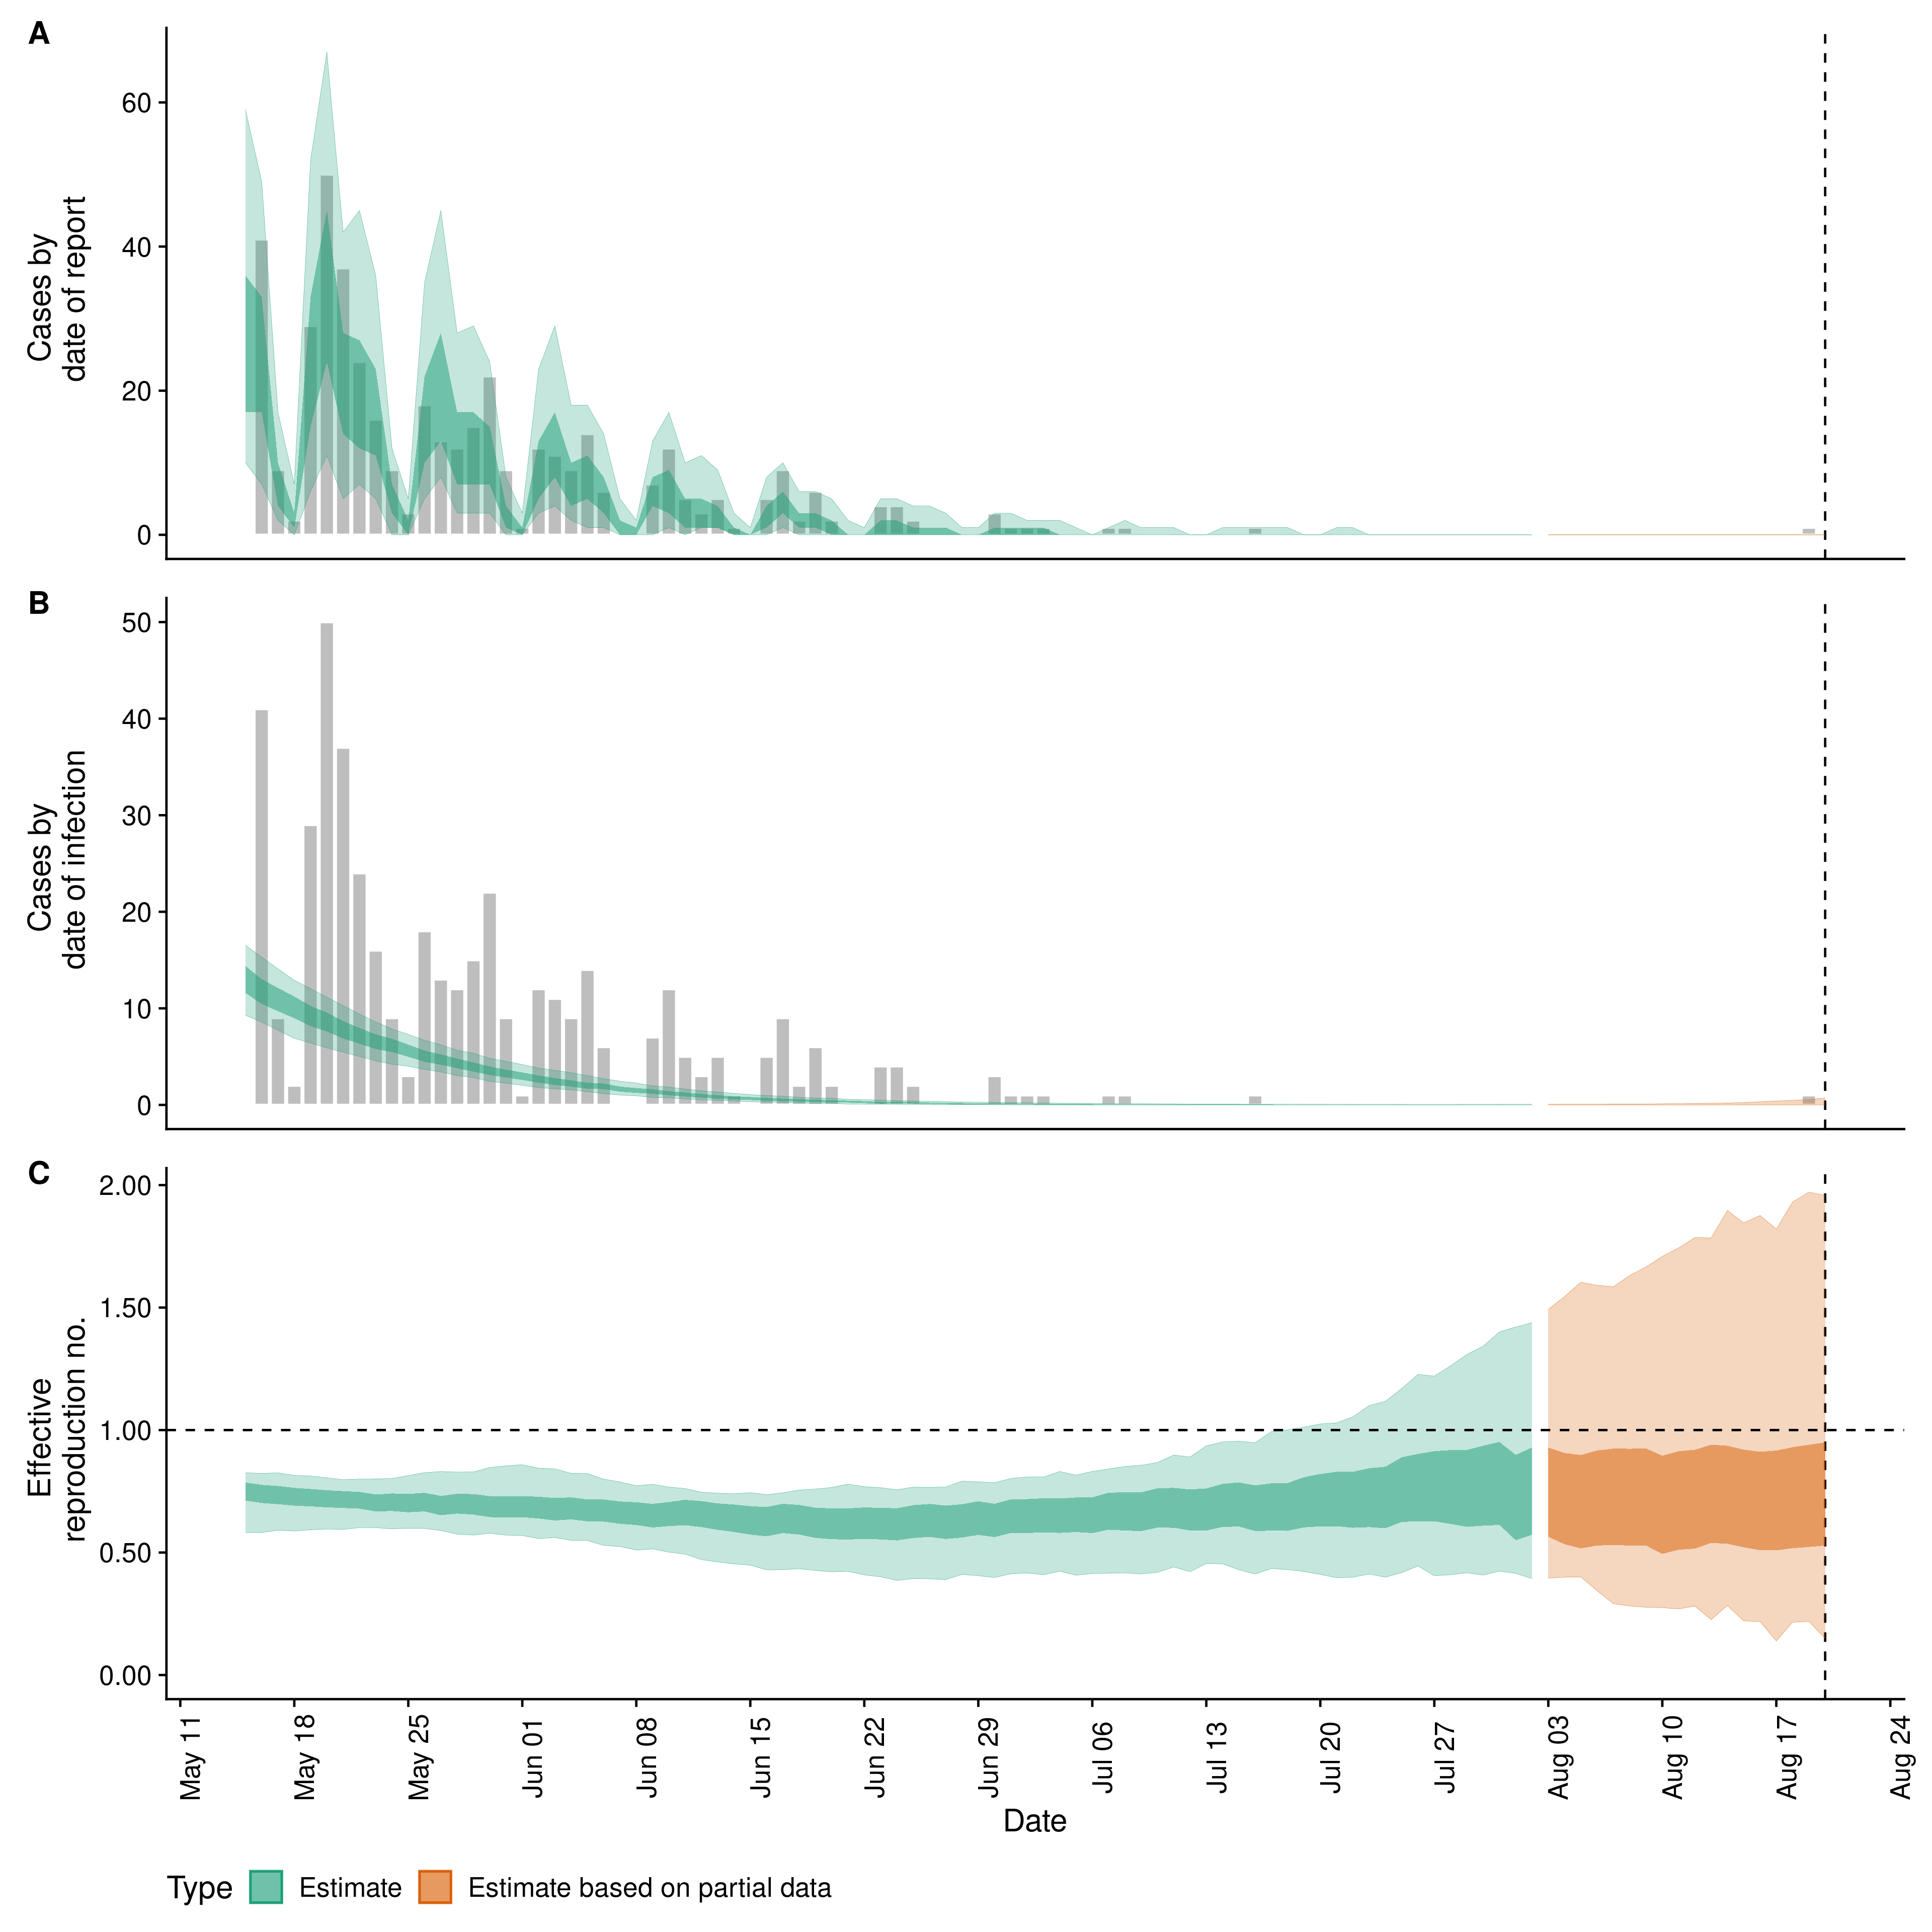 A
Cases by
date of report
60
40
20
0
B
Cases by
date of infection
50
40
30
20
10
0
C
Effective
reproduction no.
2.00
1.50
1.00
0.50
0.00
May 11
May 18
May 25
Jun 01
Jun 08
Jun 15
Jun 22
Jun 29
Jul 06
Jul 13
Jul 20
Jul 27
Aug 03
Aug 10
Aug 17
Aug 24
Date
Type Estimate Estimate based on partial data